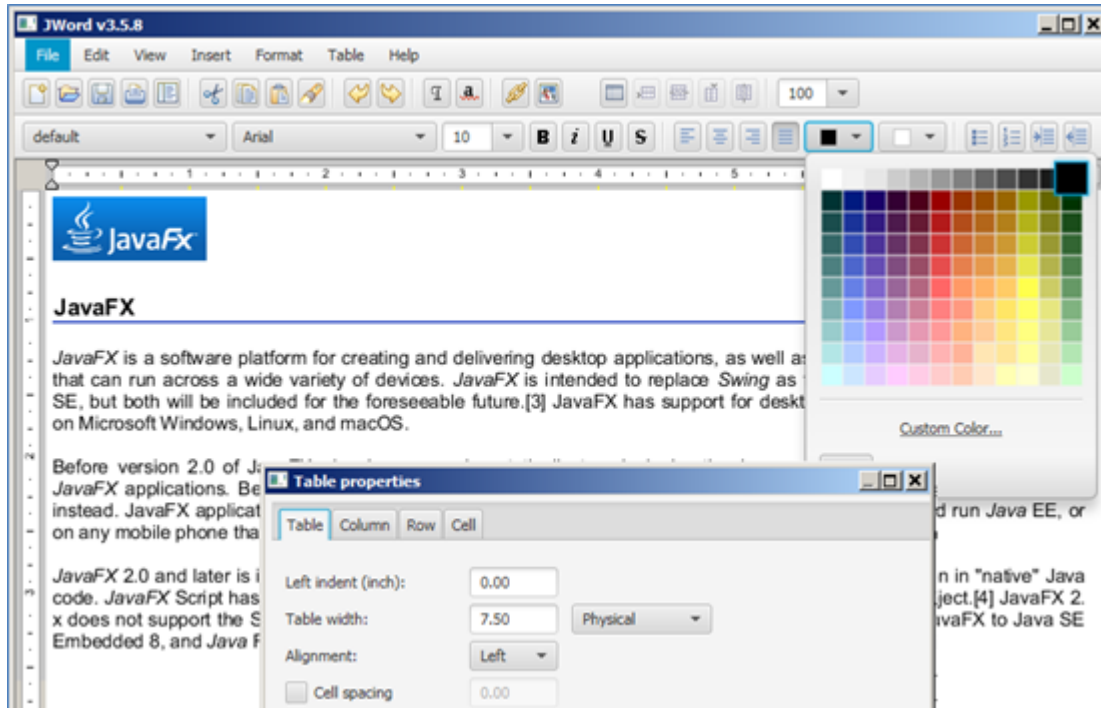 JWord v3.5.8
File Edit View Insert Format Table Help
100
default Arial 10 B i U S
1 2 3 4 5
JavaFx
JavaFX
JavaFX is a software platform for creating and delivering desktop applications, as well as
that can run across a wide variety of devices. JavaFX is intended to replace Swing as
SE, but both will be included for the foreseeable future.[3] JavaFX has support for deskt
on Microsoft Windows, Linux, and macOS.
Custom Color...
Before version 2.0 of
JavaFX applications. Be
instead. JavaFX applicat d run Java EE, or
on any mobile phone tha
JavaFX 2.0 and later is i n in "native" Java
code. JavaFX Script has ject.[4] JavaFX 2.
x does not support the S avaFX to Java SE
Embedded 8, and Java F
Table properties
Table Column Row Cell
Left indent (inch): 0.00
Table width: 7.50 Physical
Alignment: Left
Cell spacing 0.00